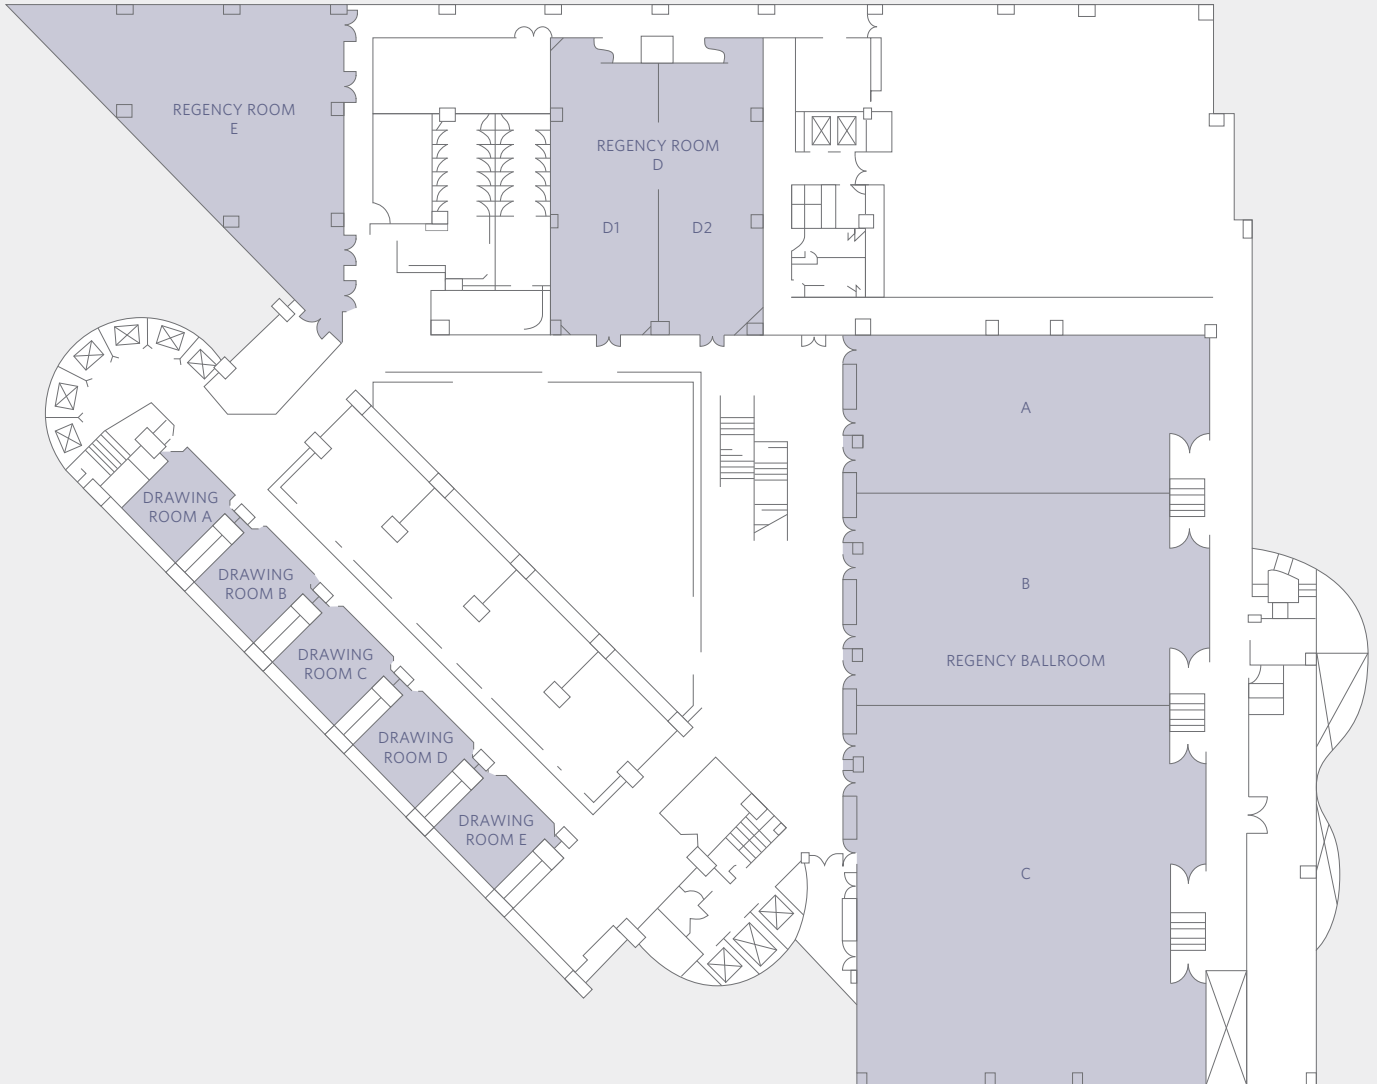 REGENCY ROOM
E
REGENCY ROOM
D
D1
D2
A
DRAWING
ROOM A
DRAWING
ROOM B
B
DRAWING
ROOM C
REGENCY BALLROOM
DRAWING
ROOM D
DRAWING
ROOM E
C